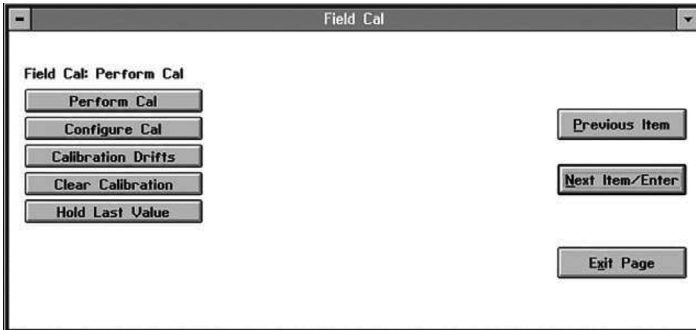 Field Cal
Field Cal: Perform Cal
Perform Cal
Configure Cal
Calibration Drifts
Clear Calibration
Hold Last Value
Previous Item
Next Item/Enter
Exit Page